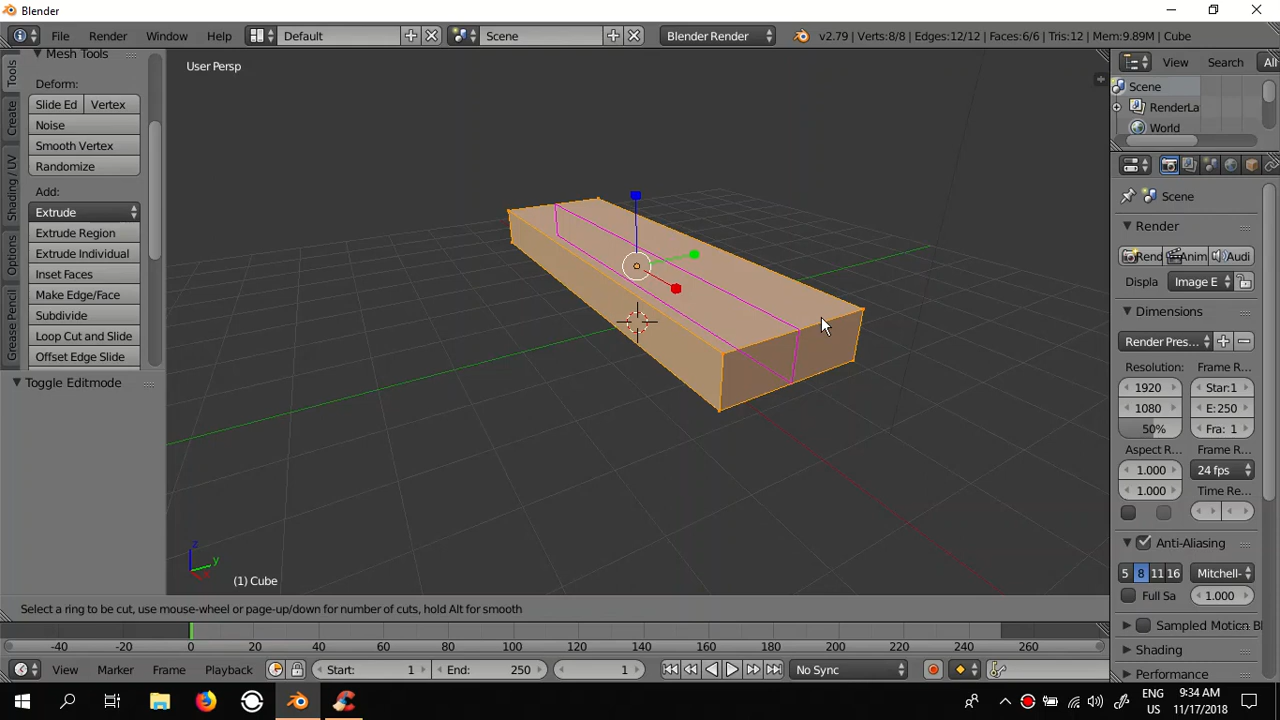 Blender
File Render Window Help Default Scene Blender Render v2.79 | Verts:8/8 | Edges:12/12 | Faces:6/6 | Tris:12 | Mem:9.89M | Cube
Mesh Tools
Deform:
Slide Ed Vertex
Noise
Smooth Vertex
Randomize
Add:
Extrude
Extrude Region
Extrude Individual
Inset Faces
Make Edge/Face
Subdivide
Loop Cut and Slide
Offset Edge Slide
Toggle Editmode
Tools
Create
Shading / UV
Options
Grease Pencil
User Persp
z
y
(1) Cube
Select a ring to be cut, use mouse-wheel or page-up/down for number of cuts, hold Alt for smooth
View Search All
Scene
RenderLa
World
Scene
Render
Rend Anim Audi
Displa Image E
Dimensions
Render Pres...
Resolution: Frame R...
1920 Star:1
1080 E:250
50% Fra: 1
Aspect R... Frame R...
1.000 24 fps
1.000 Time Re...
Anti-Aliasing
5 8 11 16 Mitchell-
Full Sa 1.000
Sampled Motion Bl
Shading
Performance
-40 -20 0 20 40 60 80 100 120 140 160 180 200 220 240 260
View Marker Frame Playback Start: 1 End: 250 1 No Sync
ENG
US
9:34 AM
11/17/2018